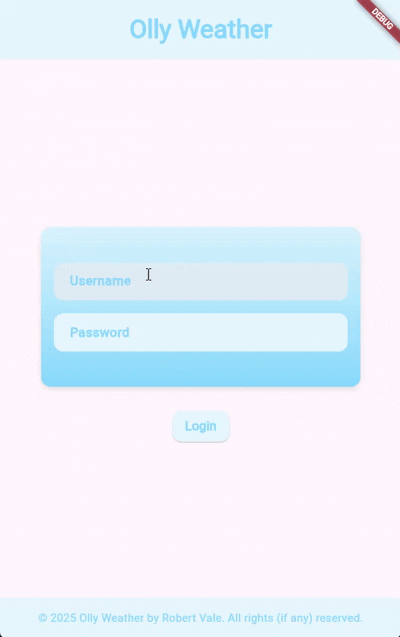 Olly Weather
DEBUG
Username
Password
Login
© 2025 Olly Weather by Robert Vale. All rights (if any) reserved.